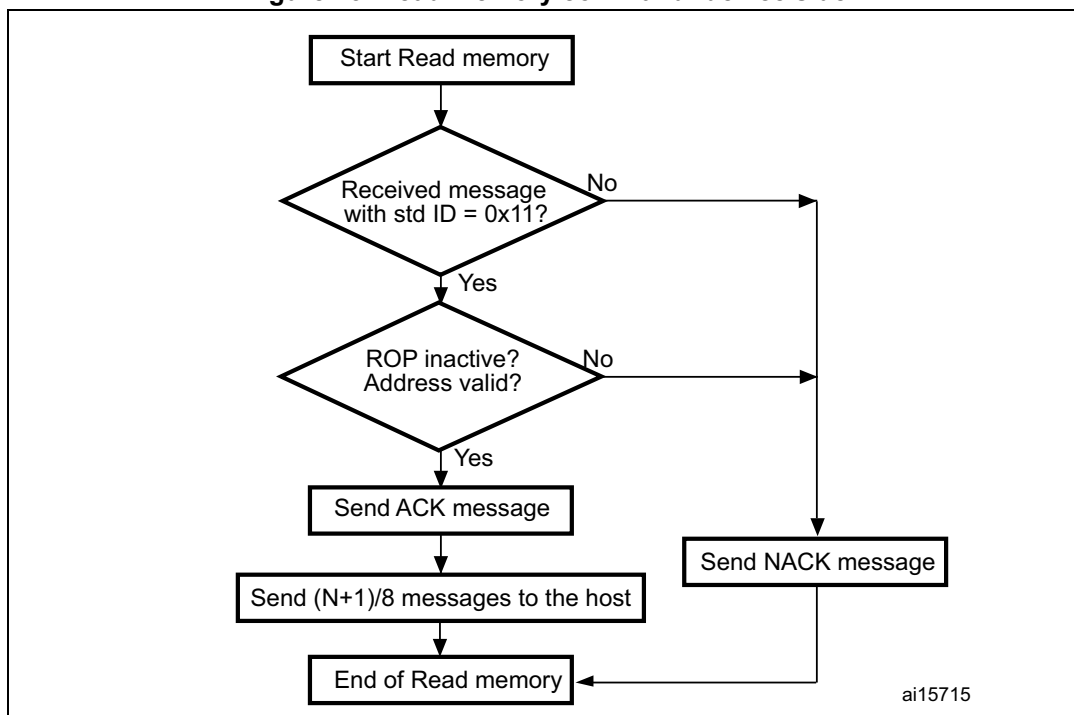 Start Read memory
Received message
with std ID = 0x11?
No
Yes
ROP inactive?
Address valid?
No
Yes
Send ACK message
Send NACK message
Send (N+1)/8 messages to the host
End of Read memory
ai15715